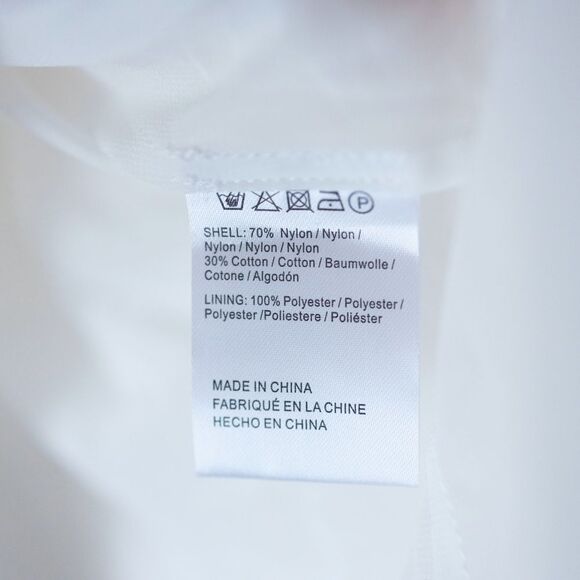 P
SHELL: 70% Nylon / Nylon /
Nylon / Nylon / Nylon
30% Cotton / Cotton / Baumwolle /
Cotone / Algodón
LINING: 100% Polyester / Polyester /
Polyester /Poliestere / Poliéster
MADE IN CHINA
FABRIQUÉ EN LA CHINE
HECHO EN CHINA